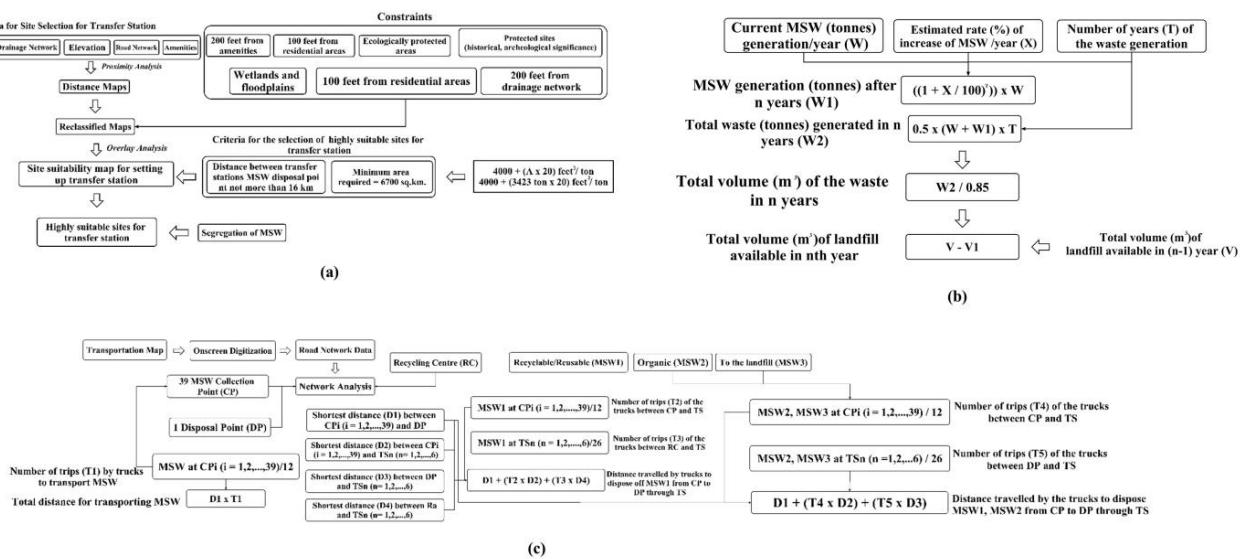 a for Site Selection for Transfer Station
Drainage Network
Elevation
Road Network
Amenities
Proximity Analysis
Distance Maps
Reclassified Maps
Overlay Analysis
Site suitability map for setting
up transfer station
Highly suitable sites for
transfer station
Segregation of MSW
Constraints
200 feet from
amenities
100 feet from
residential areas
Ecologically protected
areas
Protected sites
(historical, archeological significance)
Wetlands and
floodplains
100 feet from residential areas
200 feet from
drainage network
Criteria for the selection of highly suitable sites for
transfer station
Distance between transfer
stations MSW disposal poi
nt not more than 16 km
Minimum area
required = 6700 sq.km.
4000 + (A x 20) feet²/ ton
4000 + (3423 ton x 20) feet²/ ton
(a)
Current MSW (tonnes)
generation/year (W)
Estimated rate (%) of
increase of MSW /year (X)
Number of years (T) of
the waste generation
MSW generation (tonnes) after
n years (W1)
((1 + X / 100)ᵀ)) x W
Total waste (tonnes) generated in n
years (W2)
0.5 x (W + W1) x T
Total volume (m³) of the waste
in n years
W2 / 0.85
Total volume (m³)of landfill
available in nth year
V - V1
Total volume (m³)of
landfill available in (n-1) year (V)
(b)
Transportation Map
Onscreen Digitization
Road Network Data
39 MSW Collection
Point (CP)
Network Analysis
Recycling Centre (RC)
1 Disposal Point (DP)
Number of trips (T1) by trucks
to transport MSW
MSW at CPi (i = 1,2,...,39)/12
Total distance for transporting MSW
D1 x T1
Shortest distance (D1) between
CPi (i = 1,2,...,39) and DP
Shortest distance (D2) between CPi
(i = 1,2,...,39) and TSn (n= 1,2,...,6)
Shortest distance (D3) between DP
and TSn (n= 1,2,...,6)
Shortest distance (D4) between Ra
and TSn (n= 1,2,...,6)
Recyclable/Reusable (MSW1)
Organic (MSW2)
To the landfill (MSW3)
MSW1 at CPi (i = 1,2,...,39)/12
Number of trips (T2) of the
trucks between CP and TS
MSW1 at TSn (n = 1,2,...,6)/26
Number of trips (T3) of the
trucks between RC and TS
D1 + (T2 x D2) + (T3 x D4)
Distance travelled by trucks to
dispose off MSW1 from CP to
DP through TS
MSW2, MSW3 at CPi (i = 1,2,...,39) / 12
Number of trips (T4) of the trucks
between CP and TS
MSW2, MSW3 at TSn (n =1,2,...6) / 26
Number of trips (T5) of the trucks
between DP and TS
D1 + (T4 x D2) + (T5 x D3)
Distance travelled by the trucks to dispose
MSW1, MSW2 from CP to DP through TS
(c)